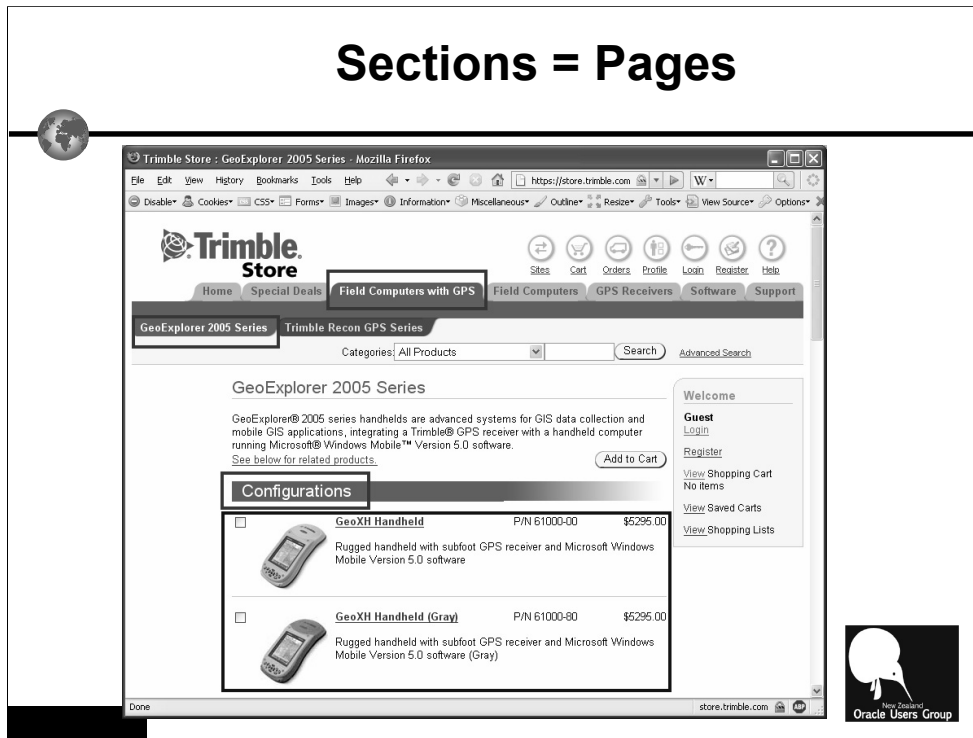 Sections = Pages
Trimble Store : GeoExplorer 2005 Series - Mozilla Firefox
File Edit View History Bookmarks Tools Help https://store.trimble.com W
Disable Cookies CSS Forms Images Information Miscellaneous Outline Resize Tools View Source Options
Trimble.
Store
Sites Cart Orders Profile Login Register Help
Home Special Deals Field Computers with GPS Field Computers GPS Receivers Software Support
GeoExplorer 2005 Series Trimble Recon GPS Series
Categories: All Products Search Advanced Search
GeoExplorer 2005 Series
GeoExplorer® 2005 series handhelds are advanced systems for GIS data collection and
mobile GIS applications, integrating a Trimble® GPS receiver with a handheld computer
running Microsoft® Windows Mobile™ Version 5.0 software.
See below for related products.
Add to Cart
Configurations
GeoXH Handheld P/N 61000-00 $5295.00
Rugged handheld with subfoot GPS receiver and Microsoft Windows
Mobile Version 5.0 software
GeoXH Handheld (Gray) P/N 61000-80 $5295.00
Rugged handheld with subfoot GPS receiver and Microsoft Windows
Mobile Version 5.0 software (Gray)
Welcome
Guest
Login
Register
View Shopping Cart
No items
View Saved Carts
View Shopping Lists
Done store.trimble.com ABP
New Zealand
Oracle Users Group